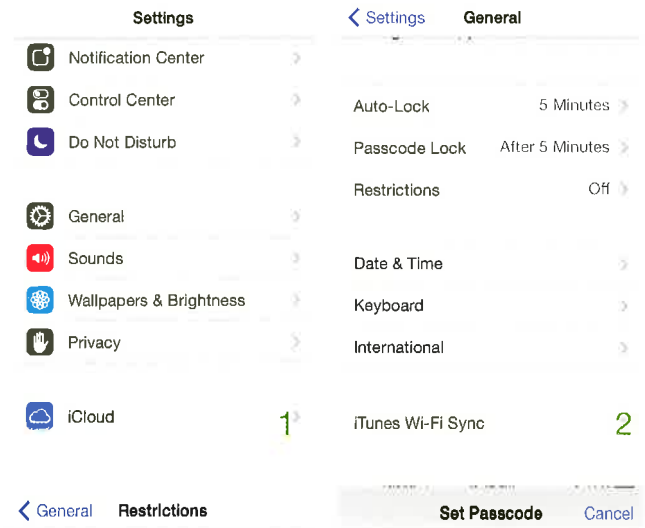 Settings
Notification Center
Control Center
Do Not Disturb
General
Sounds
Wallpapers & Brightness
Privacy
iCloud
1
Settings General
Auto-Lock 5 Minutes
Passcode Lock After 5 Minutes
Restrictions Off
Date & Time
Keyboard
International
iTunes Wi-Fi Sync
2
General Restrictions
Set Passcode Cancel